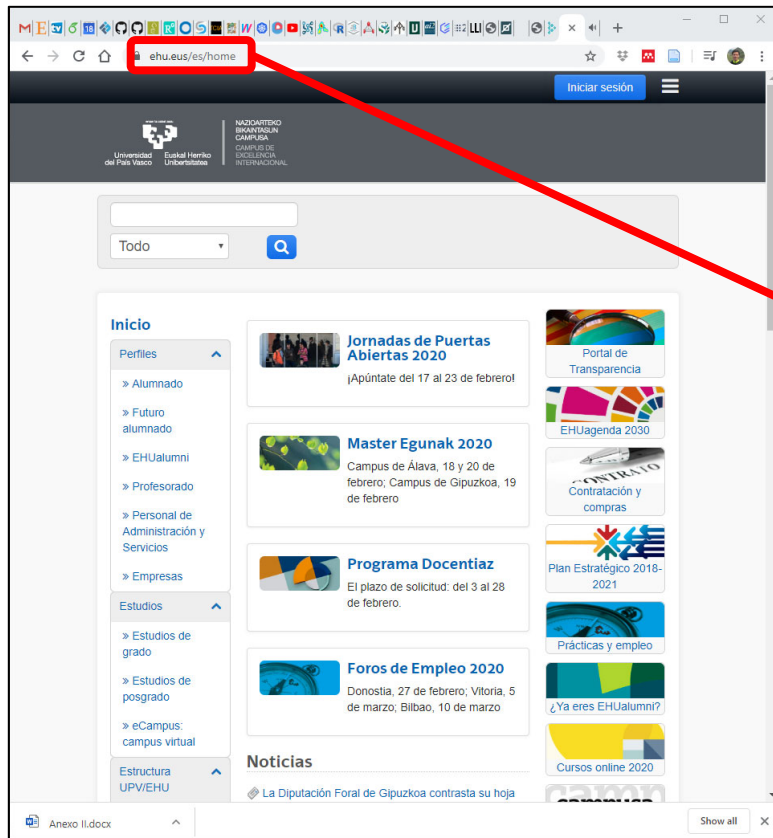 ehu.eus/es/home
Iniciar sesión
Universidad
del País Vasco
Euskal Herriko
Unibertsitatea
NAZIOARTEKO
BIKAINTASUN
CAMPUSA
CAMPUS DE
EXCELENCIA
INTERNACIONAL
Todo
Inicio
Perfiles
» Alumnado
» Futuro
alumnado
» EHUalumni
» Profesorado
» Personal de
Administración y
Servicios
» Empresas
Estudios
» Estudios de
grado
» Estudios de
posgrado
» eCampus:
campus virtual
Estructura
UPV/EHU
Jornadas de Puertas
Abiertas 2020
¡Apúntate del 17 al 23 de febrero!
Master Egunak 2020
Campus de Álava, 18 y 20 de
febrero; Campus de Gipuzkoa, 19
de febrero
Programa Docentiaz
El plazo de solicitud: del 3 al 28
de febrero.
Foros de Empleo 2020
Donostia, 27 de febrero; Vitoria, 5
de marzo; Bilbao, 10 de marzo
Noticias
La Diputación Foral de Gipuzkoa contrasta su hoja
Portal de
Transparencia
EHUagenda 2030
CONTRATO
Contratación y
compras
Plan Estratégico 2018-
2021
Prácticas y empleo
¿Ya eres EHUalumni?
Cursos online 2020
campusa
Anexo II.docx
Show all